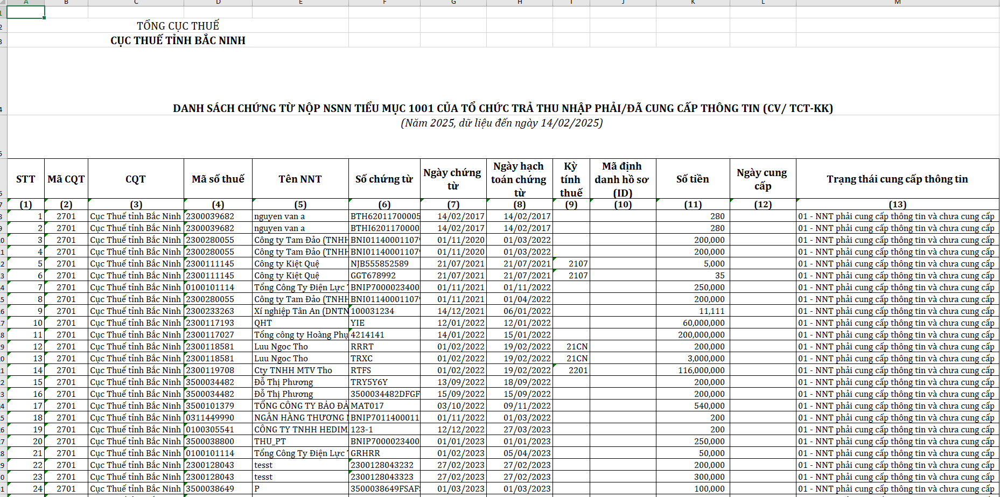 A B C D E F G H I J K L M
TỔNG CỤC THUẾ
CỤC THUẾ TỈNH BẮC NINH
DANH SÁCH CHỨNG TỪ NỘP NSNN TIỂU MỤC 1001 CỦA TỔ CHỨC TRẢ THU NHẬP PHẢI/ĐÃ CUNG CẤP THÔNG TIN (CV/ TCT-KK)
(Năm 2025, dữ liệu đến ngày 14/02/2025)
STT Mã CQT CQT Mã số thuế Tên NNT Số chứng từ Ngày chứng từ Ngày hạch toán chứng từ Kỳ tính thuế Mã định danh hồ sơ (ID) Số tiền Ngày cung cấp Trạng thái cung cấp thông tin
(1) (2) (3) (4) (5) (6) (7) (8) (9) (10) (11) (12) (13)
1 2701 Cục Thuế tỉnh Bắc Ninh 2300039682 nguyen van a BTH62011700005 14/02/2017 14/02/2017 280 01 - NNT phải cung cấp thông tin và chưa cung cấp
2 2701 Cục Thuế tỉnh Bắc Ninh 2300039682 nguyen van a BTHI6201170000 14/02/2017 14/02/2017 280 01 - NNT phải cung cấp thông tin và chưa cung cấp
3 2701 Cục Thuế tỉnh Bắc Ninh 2300280055 Công ty Tam Đảo (TNHH BNI01140001107 01/11/2020 01/03/2022 200,000 01 - NNT phải cung cấp thông tin và chưa cung cấp
4 2701 Cục Thuế tỉnh Bắc Ninh 2300280055 Công ty Tam Đảo (TNHH BNI01140001107 01/11/2020 01/03/2022 200,000 01 - NNT phải cung cấp thông tin và chưa cung cấp
5 2701 Cục Thuế tỉnh Bắc Ninh 2300111145 Công ty Kiệt Quệ NJB555852589 21/07/2021 21/07/2021 2107 5,000 01 - NNT phải cung cấp thông tin và chưa cung cấp
6 2701 Cục Thuế tỉnh Bắc Ninh 2300111145 Công ty Kiệt Quệ GGT678992 21/07/2021 21/07/2021 2107 35 01 - NNT phải cung cấp thông tin và chưa cung cấp
7 2701 Cục Thuế tỉnh Bắc Ninh 0100101114 Tổng Công Ty Điện Lực BNIP7000023400 01/11/2021 01/11/2022 250,000 01 - NNT phải cung cấp thông tin và chưa cung cấp
8 2701 Cục Thuế tỉnh Bắc Ninh 2300280055 Công ty Tam Đảo (TNHH BNI01140001107 01/11/2021 01/04/2022 200,000 01 - NNT phải cung cấp thông tin và chưa cung cấp
9 2701 Cục Thuế tỉnh Bắc Ninh 2300233263 Xí nghiệp Tân An (DNTN 100031234 14/12/2021 06/01/2022 11,111 01 - NNT phải cung cấp thông tin và chưa cung cấp
10 2701 Cục Thuế tỉnh Bắc Ninh 2300117193 QHT YIE 12/01/2022 12/01/2022 60,000,000 01 - NNT phải cung cấp thông tin và chưa cung cấp
11 2701 Cục Thuế tỉnh Bắc Ninh 2300117027 Tổng công ty Hoàng Phụ 4214141 14/01/2022 15/01/2022 200,000,000 01 - NNT phải cung cấp thông tin và chưa cung cấp
12 2701 Cục Thuế tỉnh Bắc Ninh 2300118581 Luu Ngoc Tho RRRT 01/02/2022 19/02/2022 21CN 200,000 01 - NNT phải cung cấp thông tin và chưa cung cấp
13 2701 Cục Thuế tỉnh Bắc Ninh 2300118581 Luu Ngoc Tho TRXC 01/02/2022 19/02/2022 21CN 3,000,000 01 - NNT phải cung cấp thông tin và chưa cung cấp
14 2701 Cục Thuế tỉnh Bắc Ninh 2300119708 Cty TNHH MTV Tho RTFS 01/02/2022 19/02/2022 2201 116,000,000 01 - NNT phải cung cấp thông tin và chưa cung cấp
15 2701 Cục Thuế tỉnh Bắc Ninh 3500034482 Đỗ Thị Phương TRY5Y6Y 13/09/2022 18/09/2022 200,000 01 - NNT phải cung cấp thông tin và chưa cung cấp
16 2701 Cục Thuế tỉnh Bắc Ninh 3500034482 Đỗ Thị Phương 3500034482DFGF 15/09/2022 15/09/2022 200,000 01 - NNT phải cung cấp thông tin và chưa cung cấp
17 2701 Cục Thuế tỉnh Bắc Ninh 3500101379 TỔNG CÔNG TY BẢO ĐẢ MAT017 03/10/2022 09/11/2022 540,000 01 - NNT phải cung cấp thông tin và chưa cung cấp
18 2701 Cục Thuế tỉnh Bắc Ninh 0311449990 NGÂN HÀNG THƯƠNG BNIP7011400011 01/11/2022 01/03/2022 200 01 - NNT phải cung cấp thông tin và chưa cung cấp
19 2701 Cục Thuế tỉnh Bắc Ninh 0100305541 CÔNG TY TNHH HEDIM 123-1 12/12/2022 27/03/2023 200 01 - NNT phải cung cấp thông tin và chưa cung cấp
20 2701 Cục Thuế tỉnh Bắc Ninh 3500038800 THU_PT BNIP7000023400 01/01/2023 01/01/2023 250,000 01 - NNT phải cung cấp thông tin và chưa cung cấp
21 2701 Cục Thuế tỉnh Bắc Ninh 0100101114 Tổng Công Ty Điện Lực GRHRR 01/02/2023 05/04/2023 50,000 01 - NNT phải cung cấp thông tin và chưa cung cấp
22 2701 Cục Thuế tỉnh Bắc Ninh 2300128043 tesst 2300128043232 27/02/2023 27/02/2023 200,000 01 - NNT phải cung cấp thông tin và chưa cung cấp
23 2701 Cục Thuế tỉnh Bắc Ninh 2300128043 tesst 2300128043323 27/02/2023 27/02/2023 300,000 01 - NNT phải cung cấp thông tin và chưa cung cấp
24 2701 Cục Thuế tỉnh Bắc Ninh 3500038649 P 3500038649FSAF 01/03/2023 01/03/2023 100,000 01 - NNT phải cung cấp thông tin và chưa cung cấp